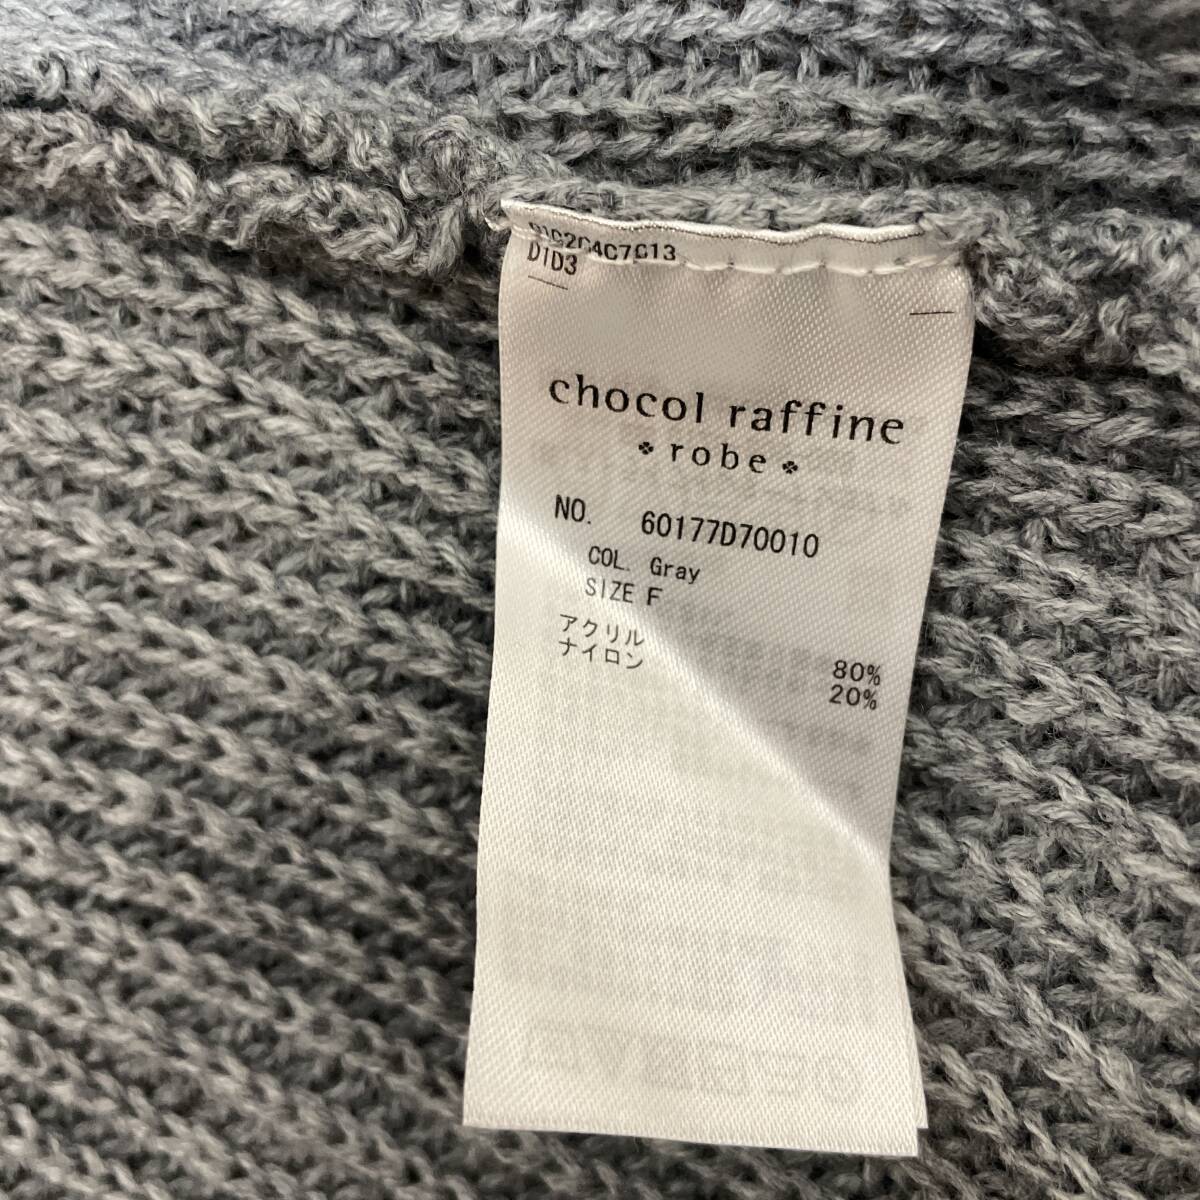 D1D3
chocol raffine
robe
NO. 60177D70010
COL. Gray
SIZE F
アクリル 80%
ナイロン 20%